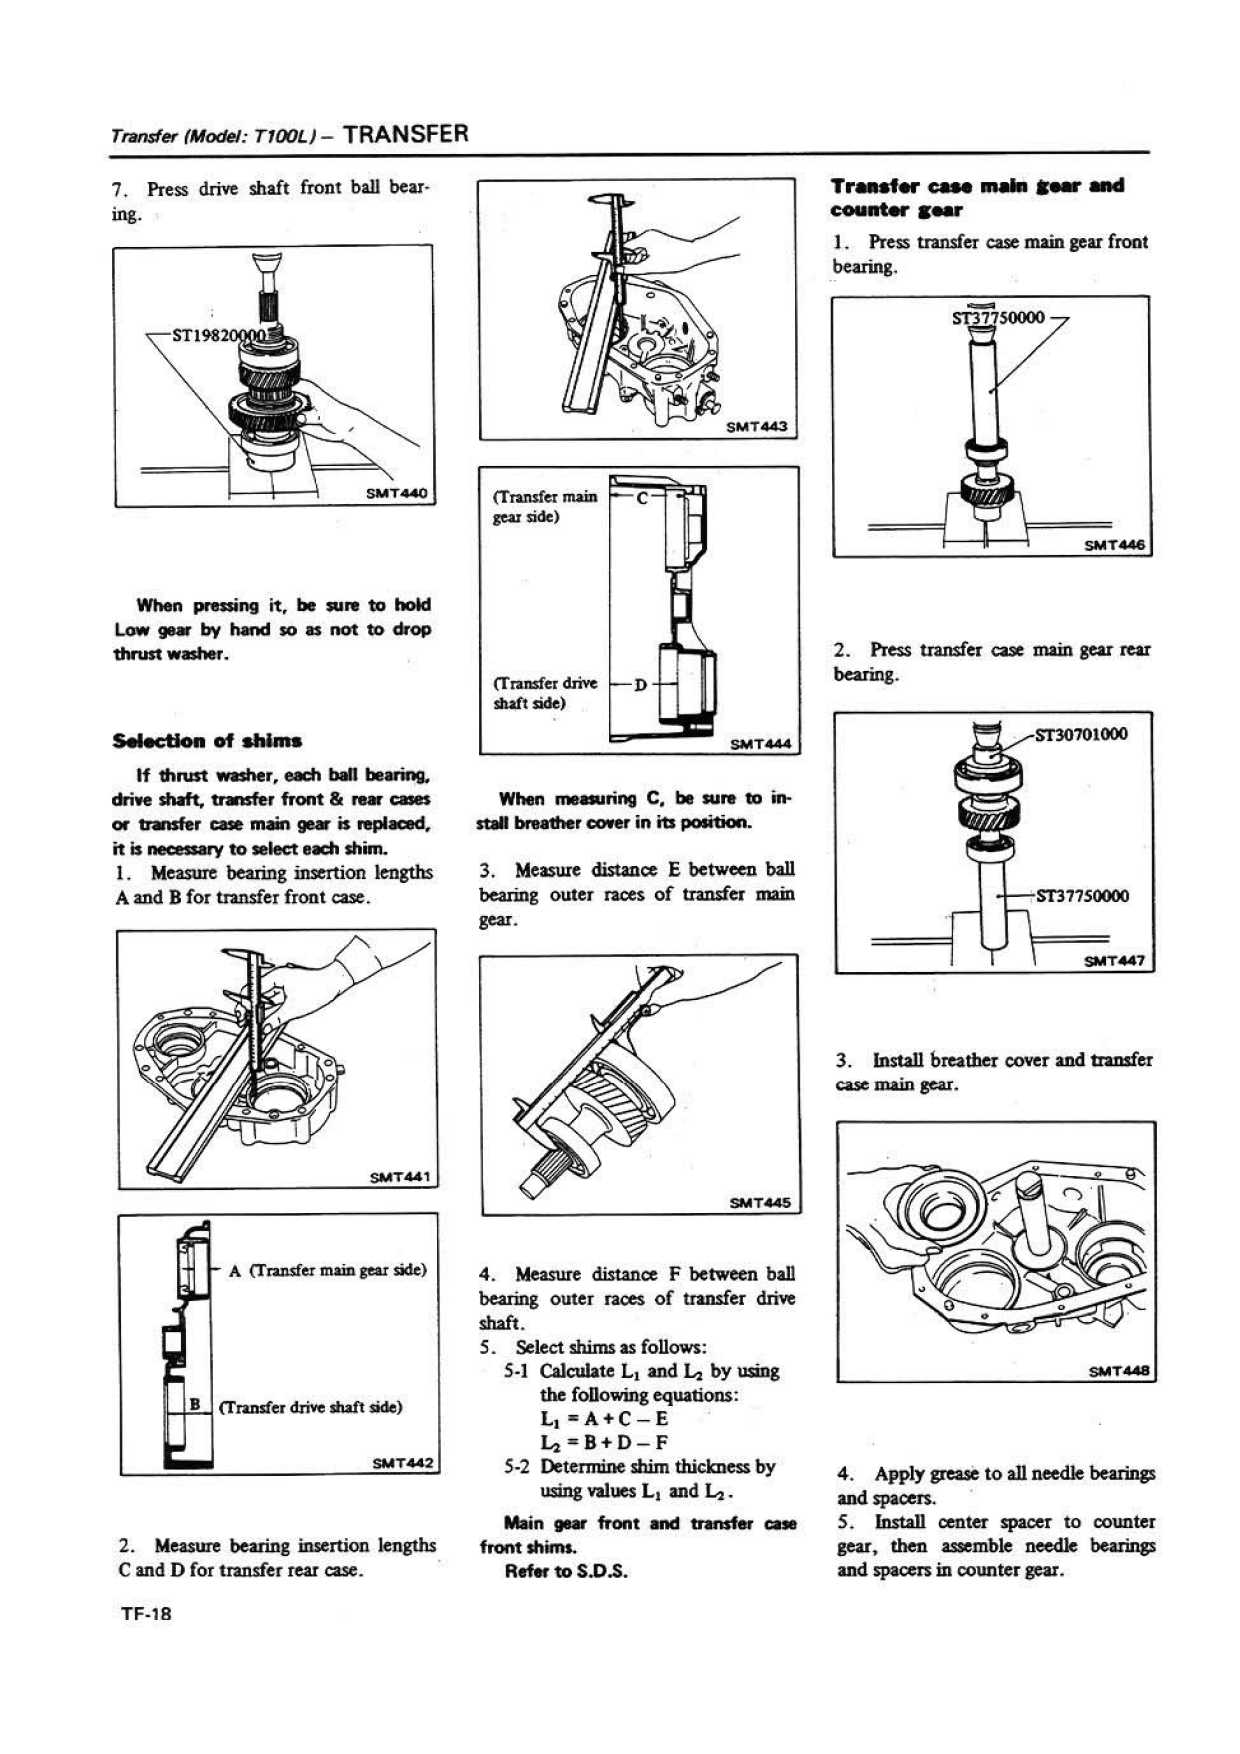 Transfer (Model: T100L) – TRANSFER
7. Press drive shaft front ball bear-
ing.
ST19820000
SMT440
When pressing it, be sure to hold
Low gear by hand so as not to drop
thrust washer.
Selection of shims
If thrust washer, each ball bearing,
drive shaft, transfer front & rear cases
or transfer case main gear is replaced,
it is necessary to select each shim.
1. Measure bearing insertion lengths
A and B for transfer front case.
SMT441
A (Transfer main gear side)
B (Transfer drive shaft side)
SMT442
2. Measure bearing insertion lengths
C and D for transfer rear case.
TF-18
SMT443
(Transfer main
gear side)
C
(Transfer drive
shaft side)
D
SMT444
When measuring C, be sure to in-
stall breather cover in its position.
3. Measure distance E between ball
bearing outer races of transfer main
gear.
SMT445
4. Measure distance F between ball
bearing outer races of transfer drive
shaft.
5. Select shims as follows:
5-1 Calculate L₁ and L₂ by using
the following equations:
L₁ = A + C – E
L₂ = B + D – F
5-2 Determine shim thickness by
using values L₁ and L₂.
Main gear front and transfer case
front shims.
Refer to S.D.S.
Transfer case main gear and
counter gear
1. Press transfer case main gear front
bearing.
ST37750000
SMT446
2. Press transfer case main gear rear
bearing.
ST30701000
ST37750000
SMT447
3. Install breather cover and transfer
case main gear.
SMT448
4. Apply grease to all needle bearings
and spacers.
5. Install center spacer to counter
gear, then assemble needle bearings
and spacers in counter gear.